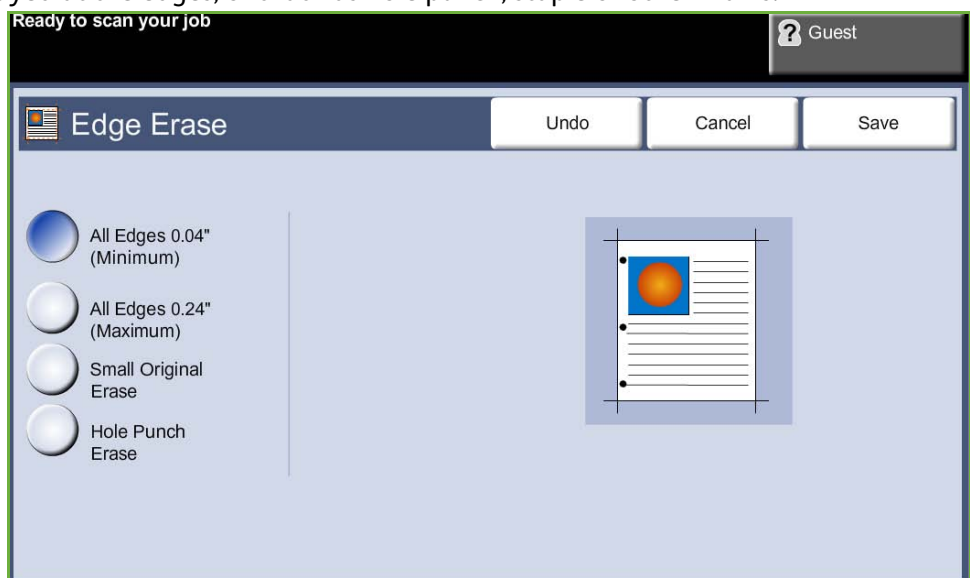 Ready to scan your job
? Guest
Edge Erase
Undo
Cancel
Save
All Edges 0.04"
(Minimum)
All Edges 0.24"
(Maximum)
Small Original
Erase
Hole Punch
Erase